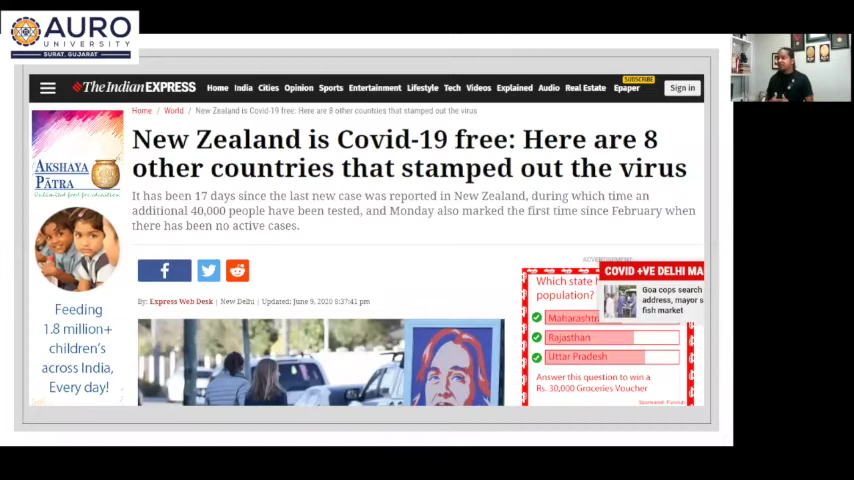 AURO
UNIVERSITY
SURAT, GUJARAT
The Indian EXPRESS
Home India Cities Opinion Sports Entertainment Lifestyle Tech Videos Explained Audio Real Estate Epaper
SUBSCRIBE
Sign in
Home / World / New Zealand is Covid-19 free: Here are 8 other countries that stamped out the virus
New Zealand is Covid-19 free: Here are 8
other countries that stamped out the virus
It has been 17 days since the last new case was reported in New Zealand, during which time an
additional 40,000 people have been tested, and Monday also marked the first time since February when
there has been no active cases.
By: Express Web Desk | New Delhi | Updated: June 9, 2020 8:37:41 pm
AKSHAYA
PĀTRA
Unlimited food for education
Feeding
1.8 million+
children's
across India,
Every day!
ADVERTISEMENT
Which state h
population?
Maharashtr
Rajasthan
Uttar Pradesh
Answer this question to win a
Rs. 30,000 Groceries Voucher
COVID +VE DELHI MA
Goa cops search
address, mayor s
fish market